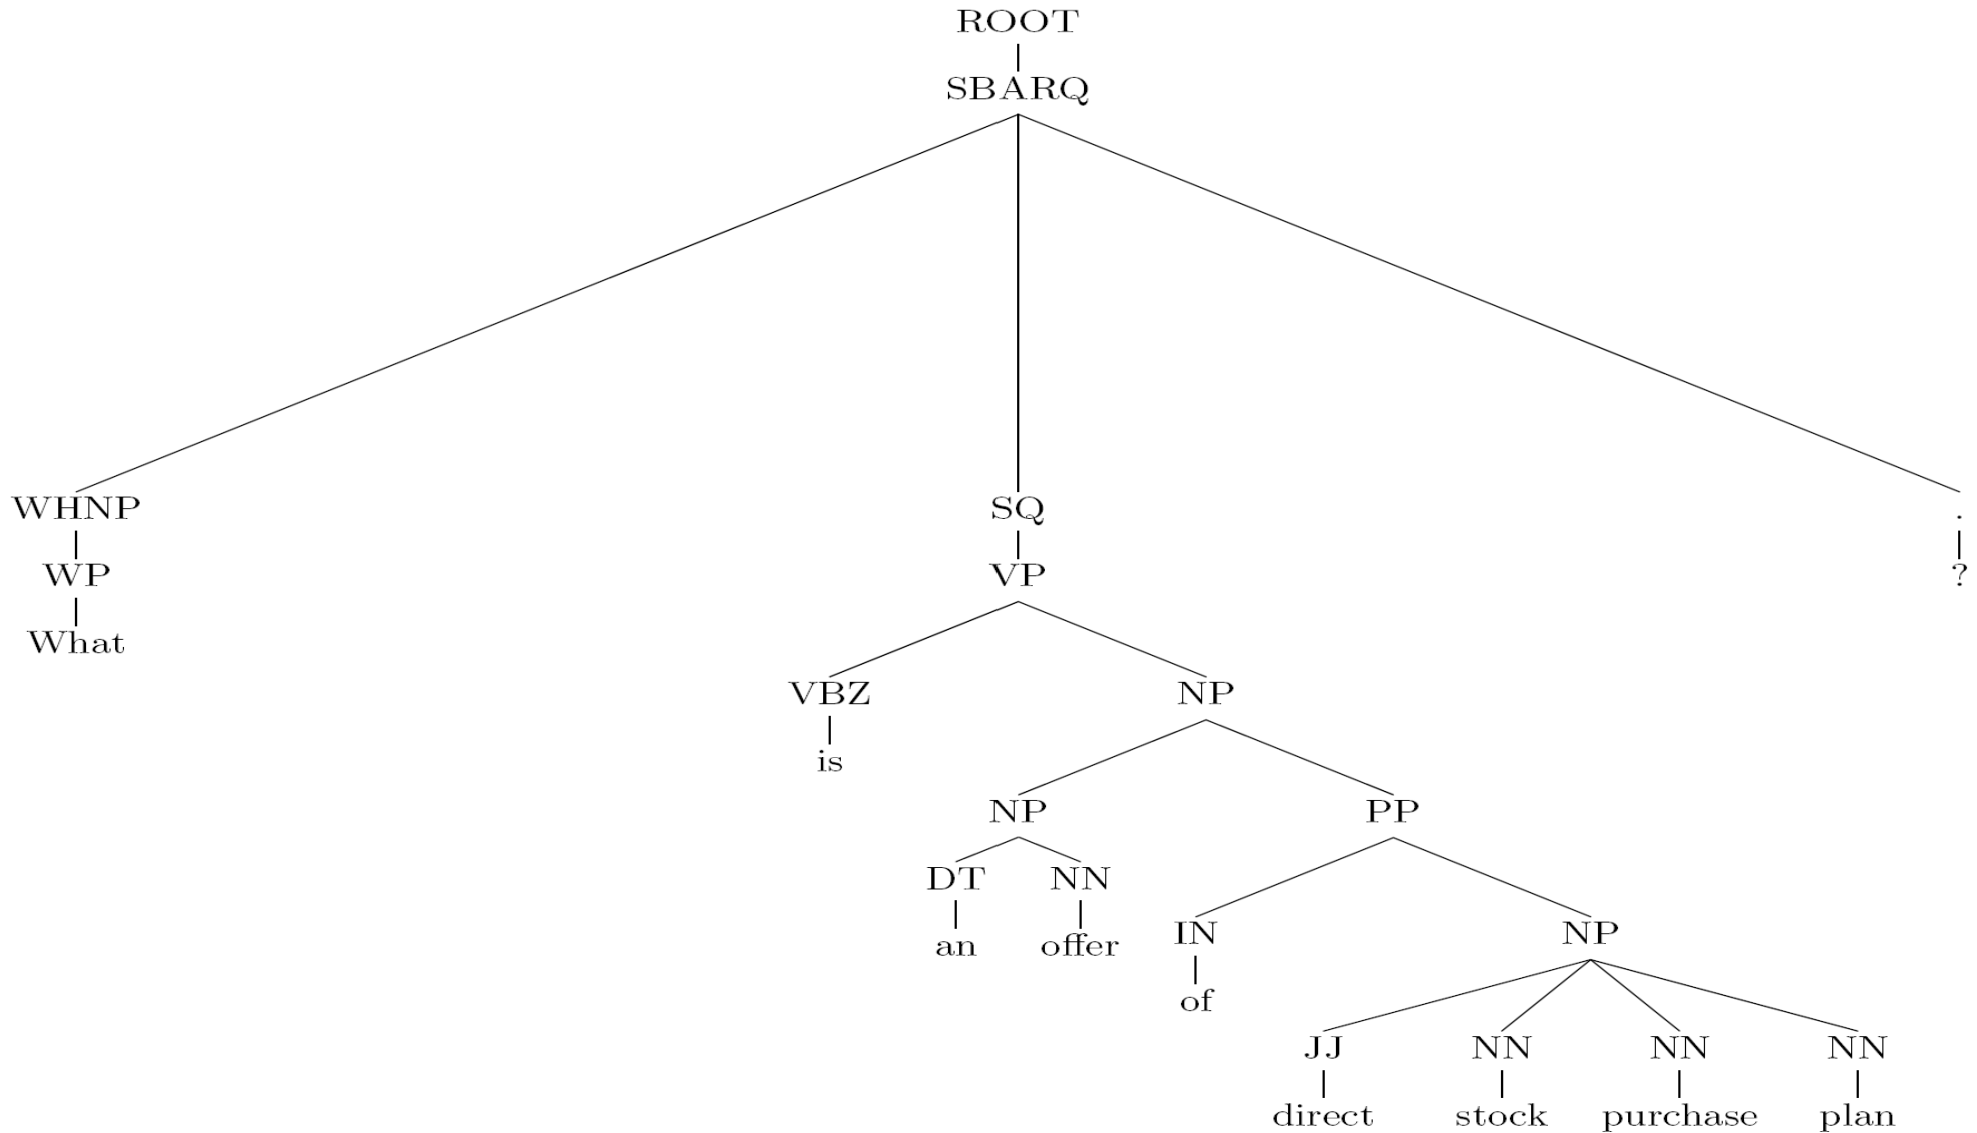 ROOT
SBARQ
WHNP SQ .
WP VP ?
What
VBZ NP
is
NP PP
DT NN
IN NP
an offer
of
JJ NN NN NN
direct stock purchase plan